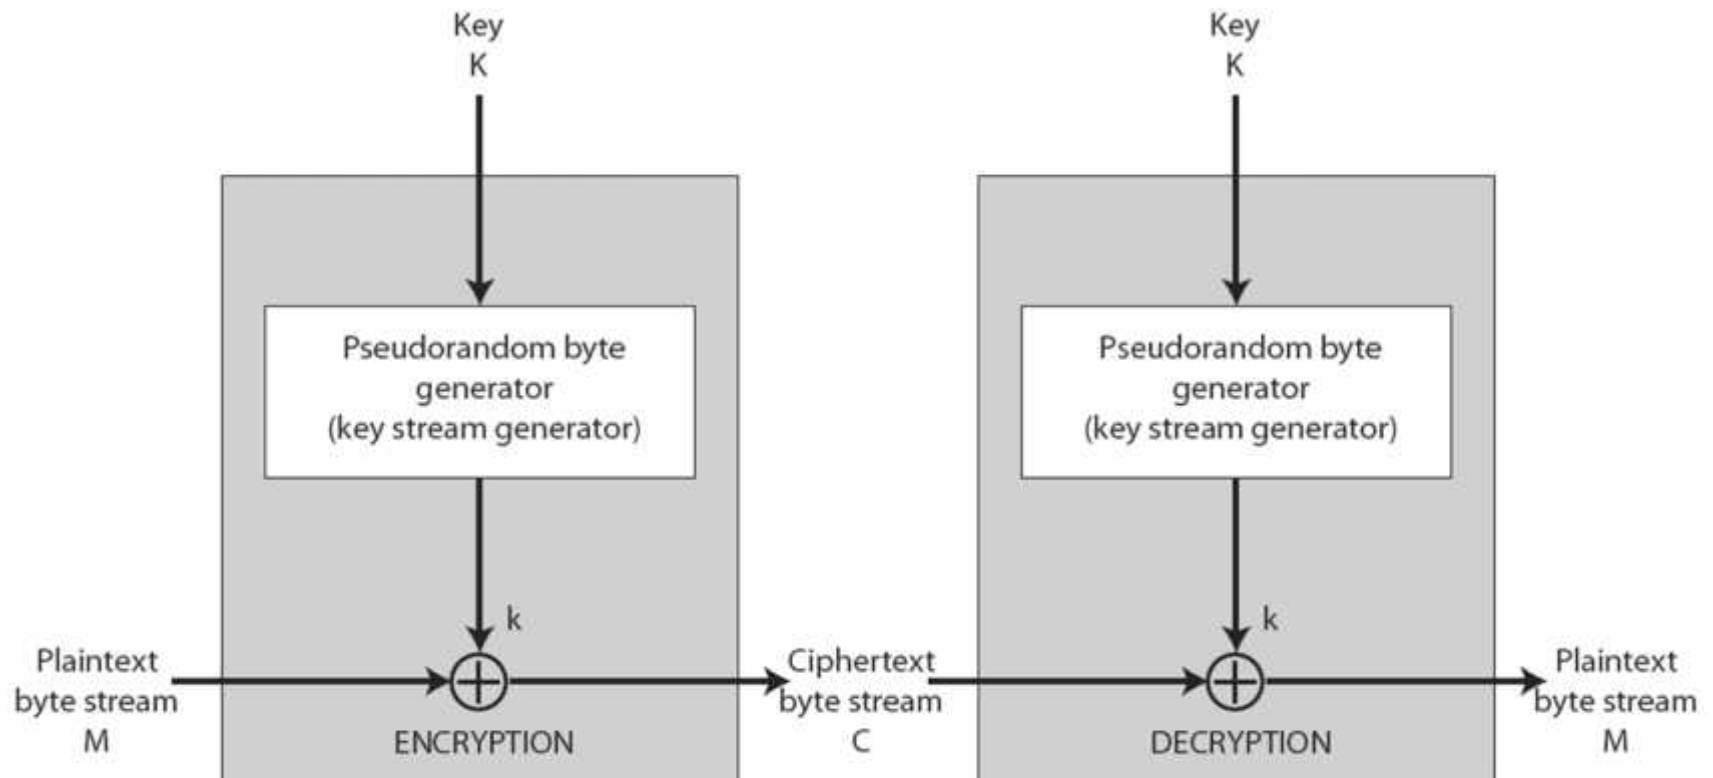 Key
K
Key
K
Pseudorandom byte
generator
(key stream generator)
Pseudorandom byte
generator
(key stream generator)
k
k
Plaintext
byte stream
M
ENCRYPTION
Ciphertext
byte stream
C
DECRYPTION
Plaintext
byte stream
M